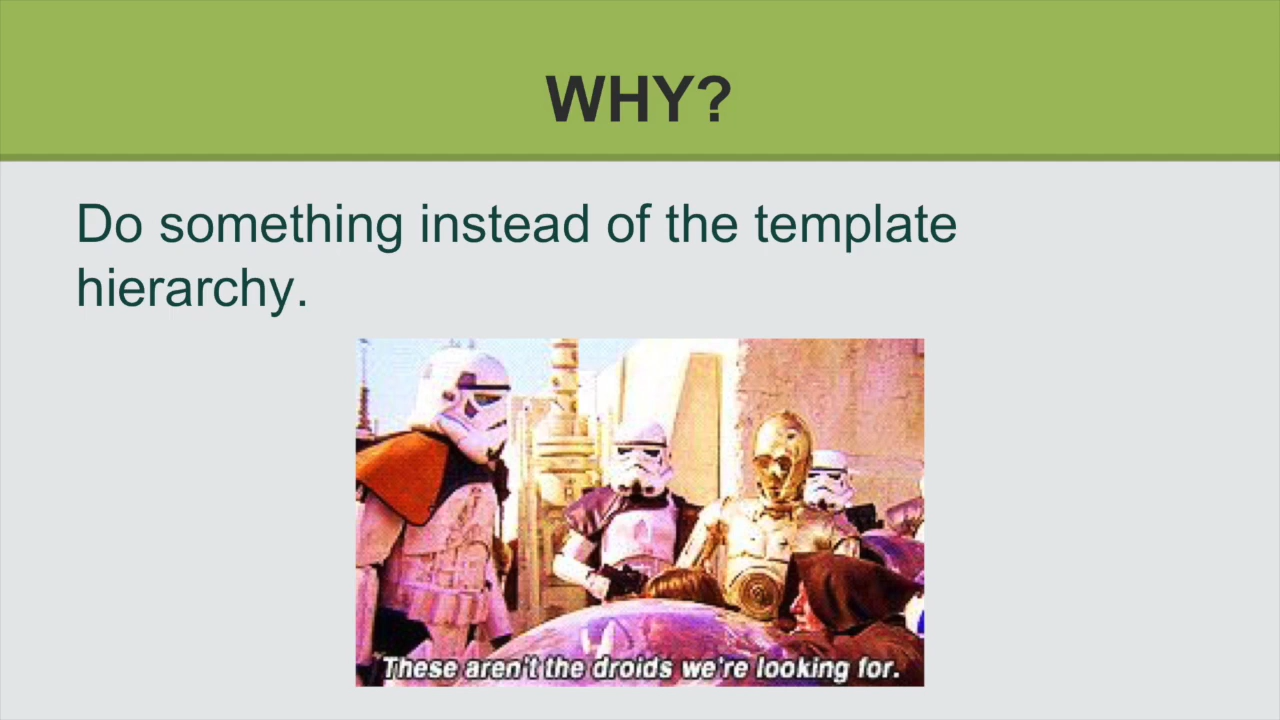 WHY?
Do something instead of the template
hierarchy.
These aren't the droids we're looking for.